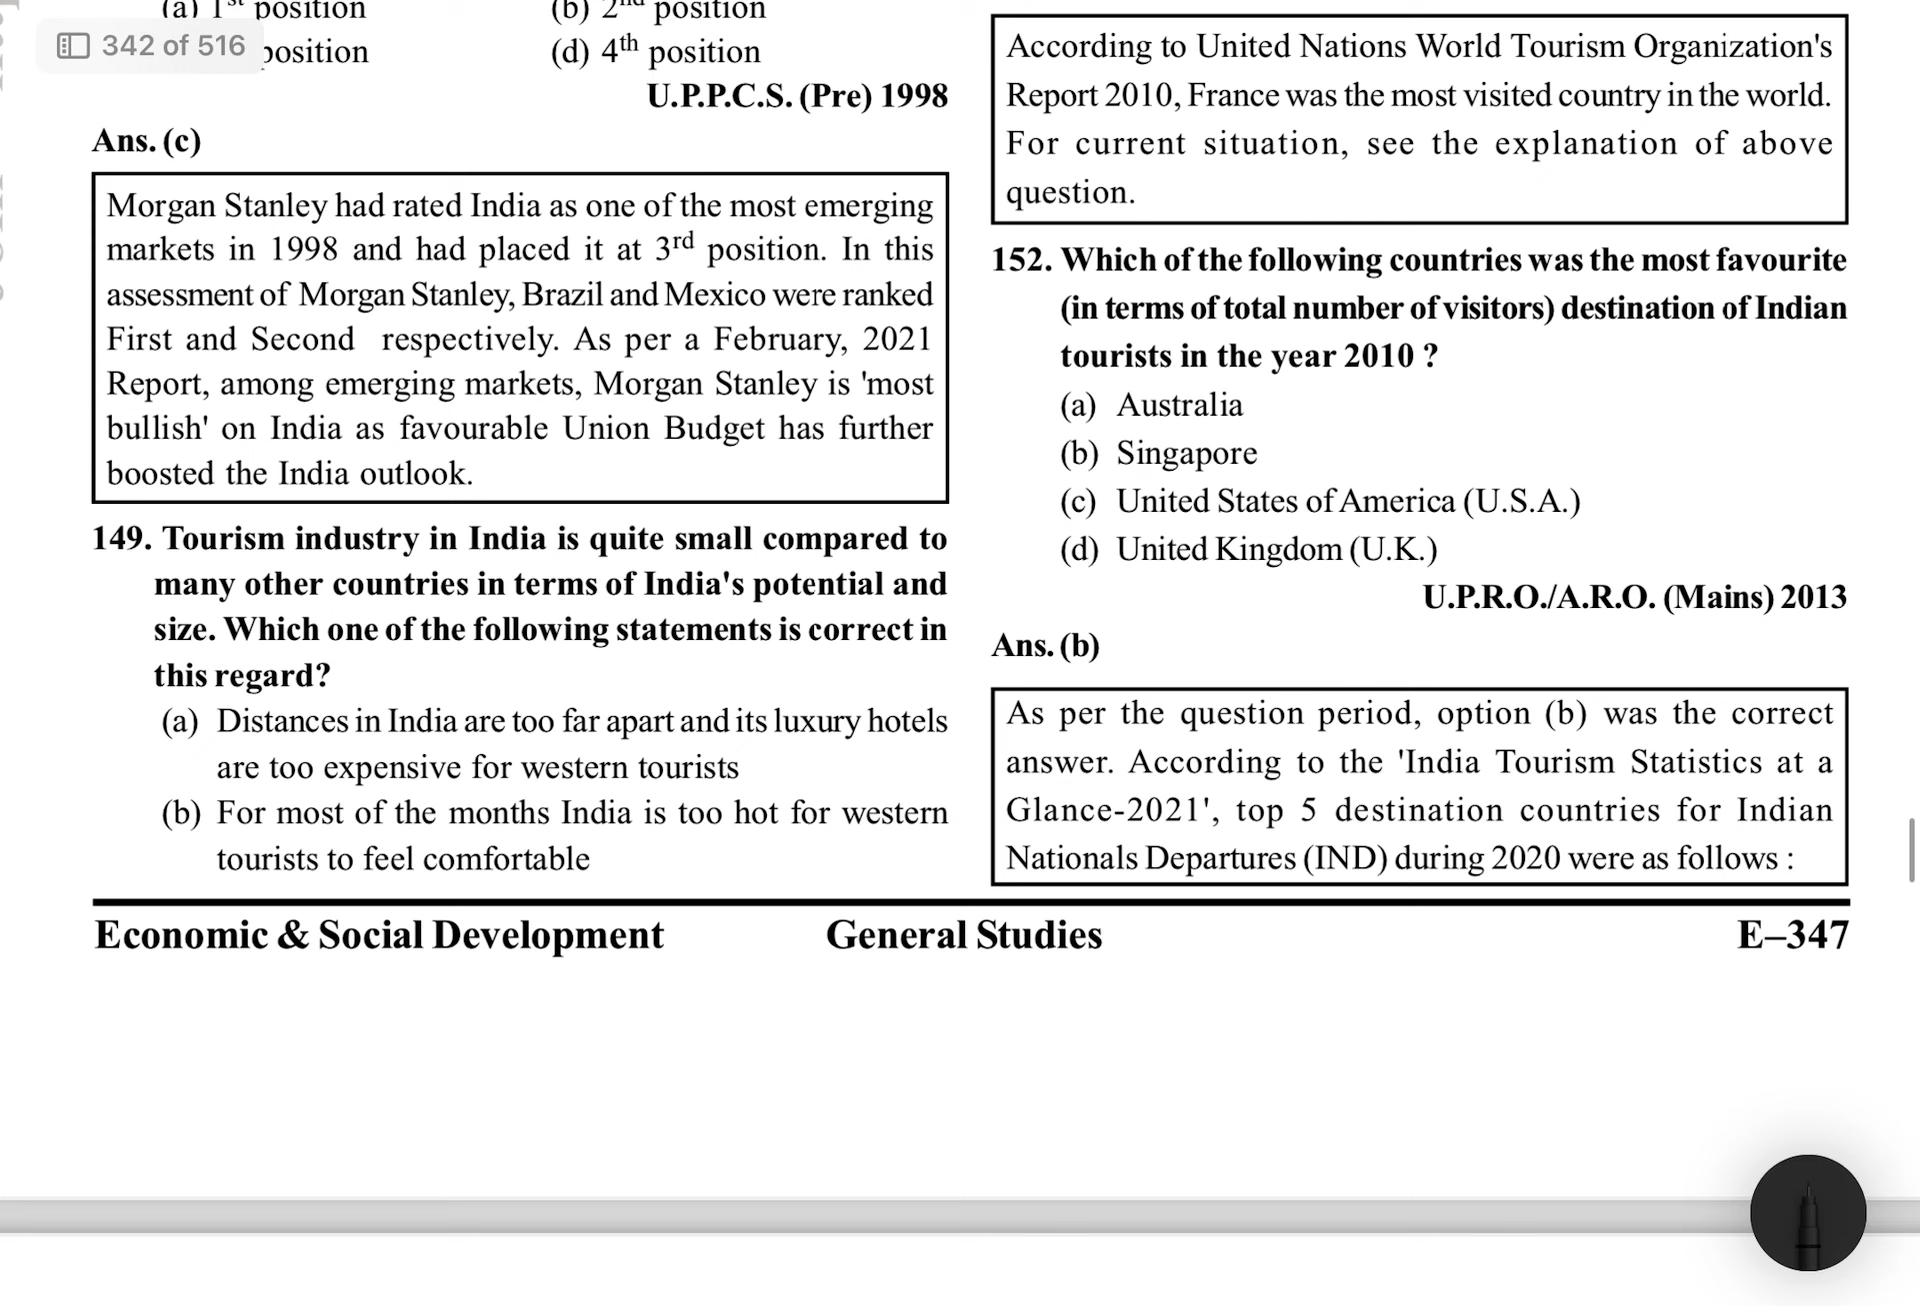 (a) 1st position (b) 2nd position
342 of 516
position (d) 4th position
U.P.P.C.S. (Pre) 1998
Ans. (c)
Morgan Stanley had rated India as one of the most emerging
markets in 1998 and had placed it at 3rd position. In this
assessment of Morgan Stanley, Brazil and Mexico were ranked
First and Second respectively. As per a February, 2021
Report, among emerging markets, Morgan Stanley is 'most
bullish' on India as favourable Union Budget has further
boosted the India outlook.
149. Tourism industry in India is quite small compared to
many other countries in terms of India's potential and
size. Which one of the following statements is correct in
this regard?
(a) Distances in India are too far apart and its luxury hotels
are too expensive for western tourists
(b) For most of the months India is too hot for western
tourists to feel comfortable
According to United Nations World Tourism Organization's
Report 2010, France was the most visited country in the world.
For current situation, see the explanation of above
question.
152. Which of the following countries was the most favourite
(in terms of total number of visitors) destination of Indian
tourists in the year 2010 ?
(a) Australia
(b) Singapore
(c) United States of America (U.S.A.)
(d) United Kingdom (U.K.)
U.P.R.O./A.R.O. (Mains) 2013
Ans. (b)
As per the question period, option (b) was the correct
answer. According to the 'India Tourism Statistics at a
Glance-2021', top 5 destination countries for Indian
Nationals Departures (IND) during 2020 were as follows :
Economic & Social Development General Studies E–347